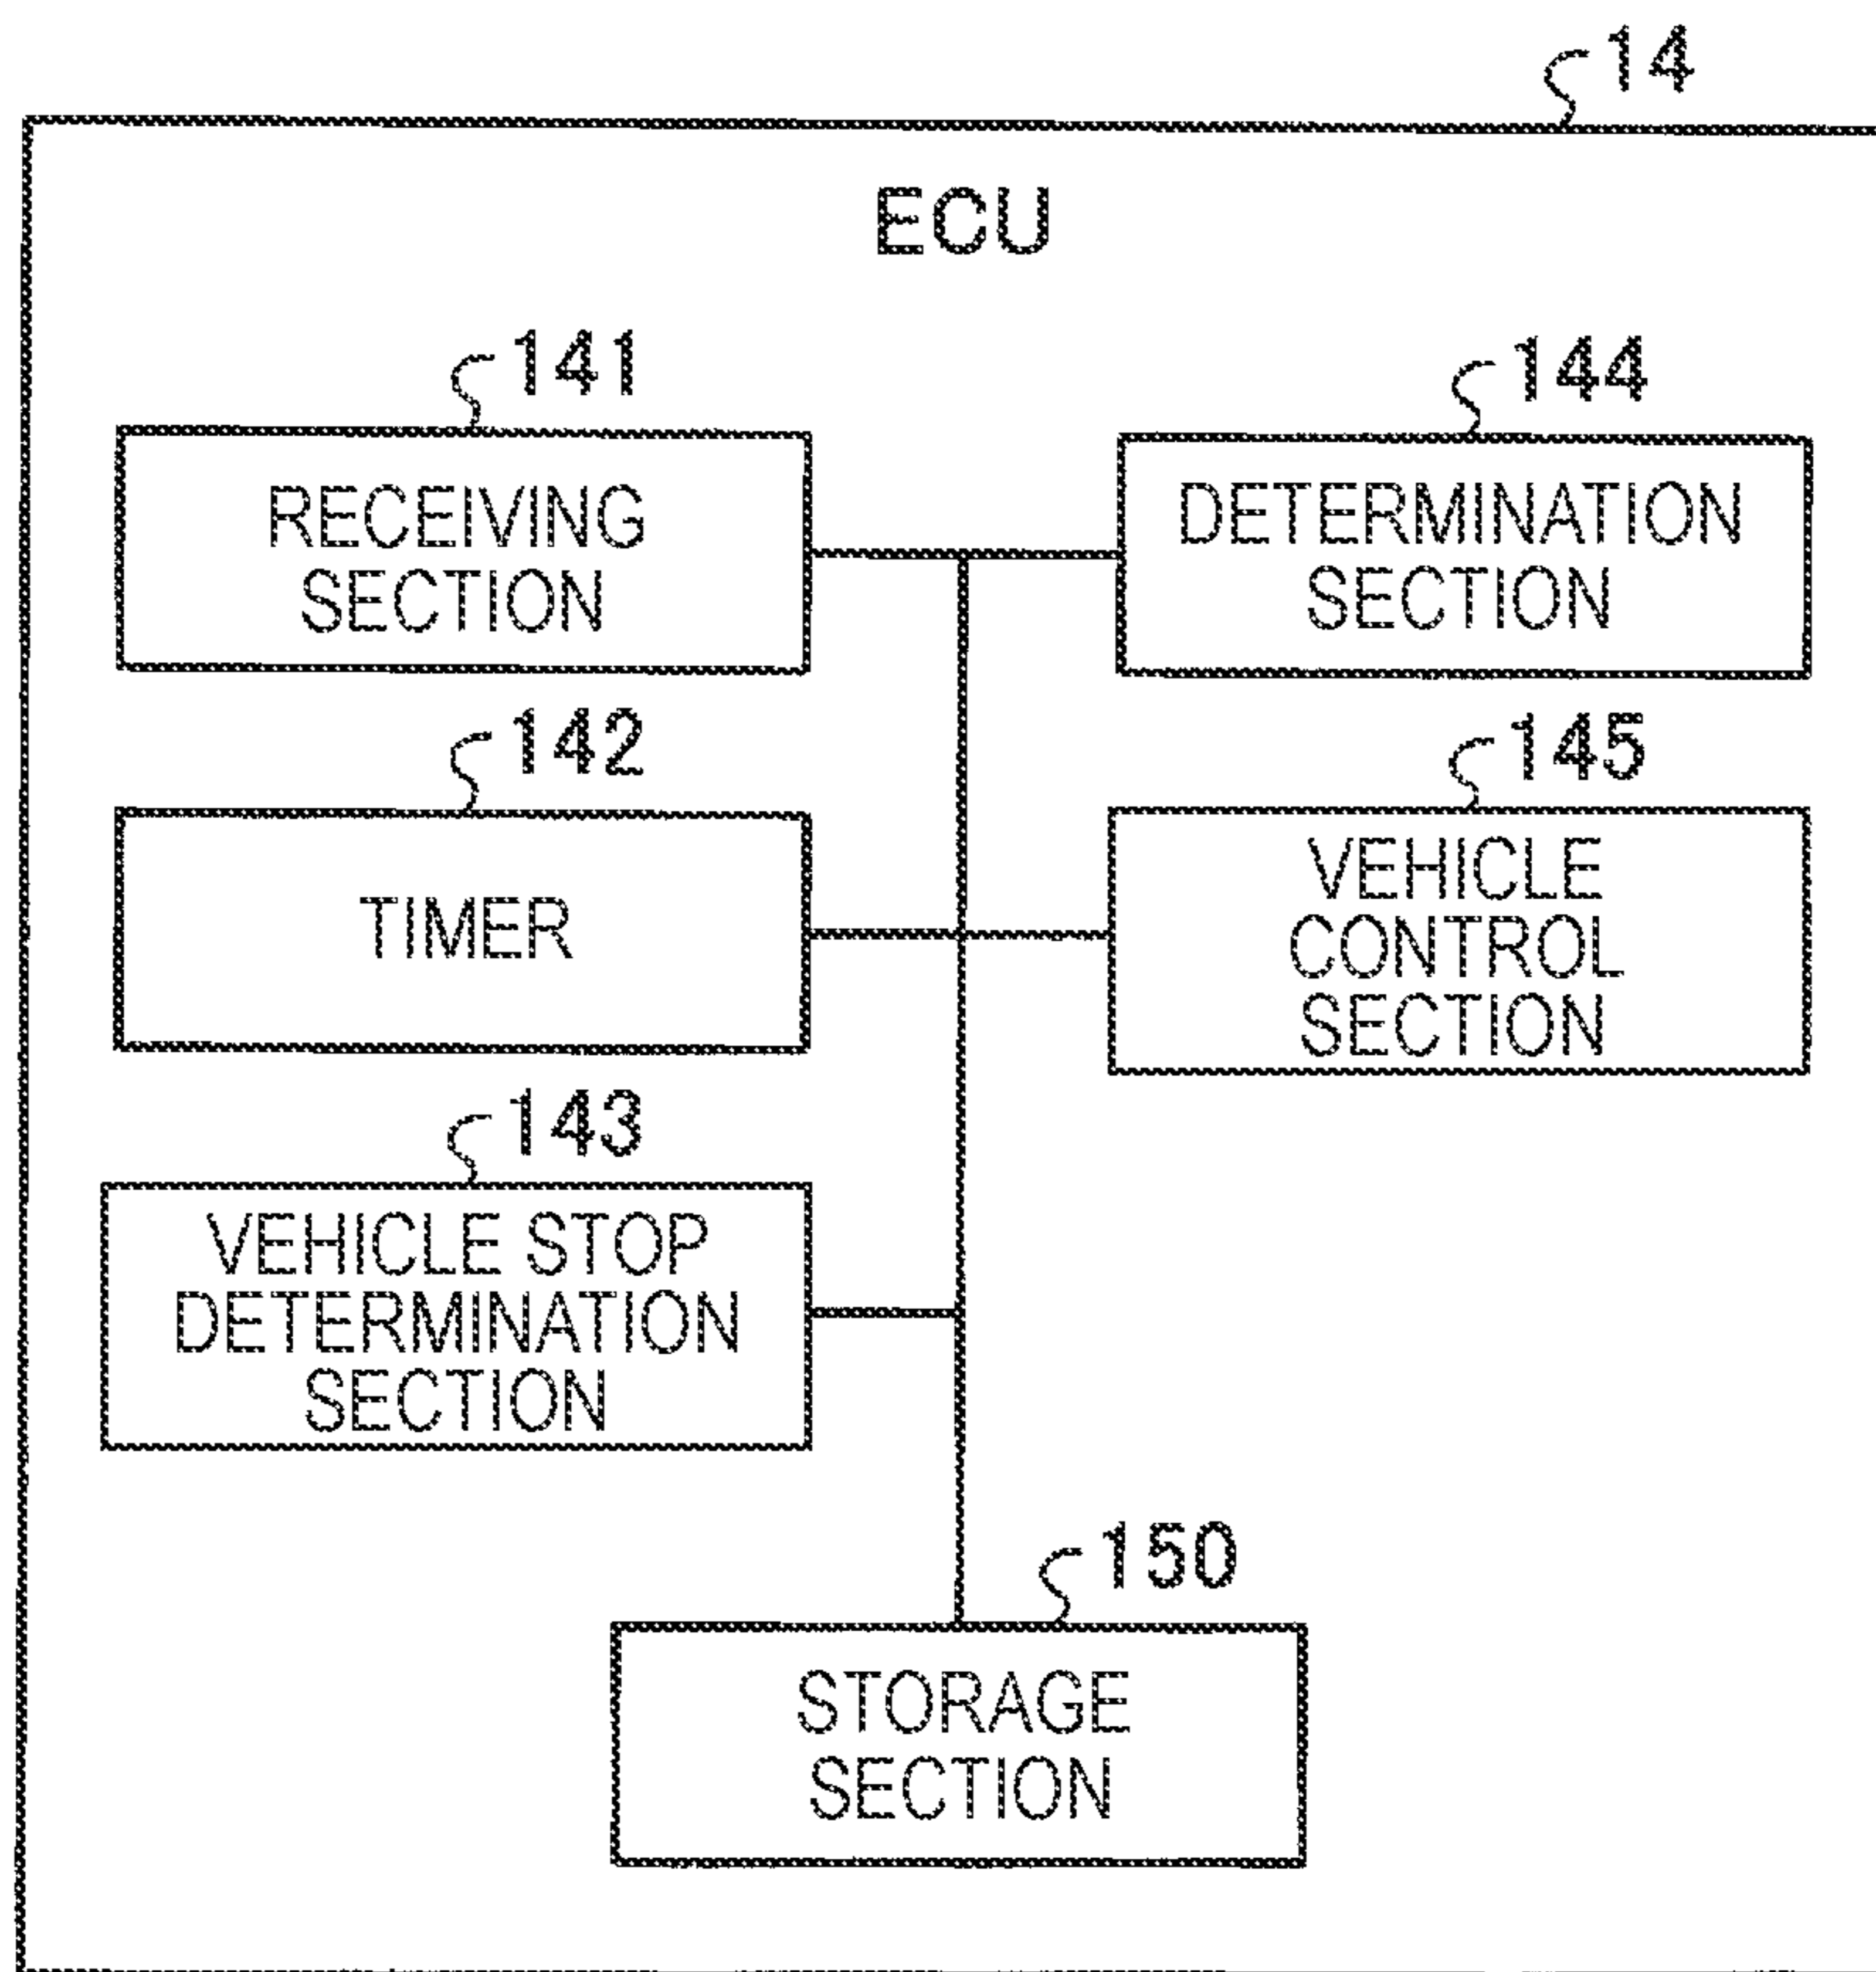 14
ECU
141
RECEIVING
SECTION
144
DETERMINATION
SECTION
142
TIMER
145
VEHICLE
CONTROL
SECTION
143
VEHICLE STOP
DETERMINATION
SECTION
150
STORAGE
SECTION